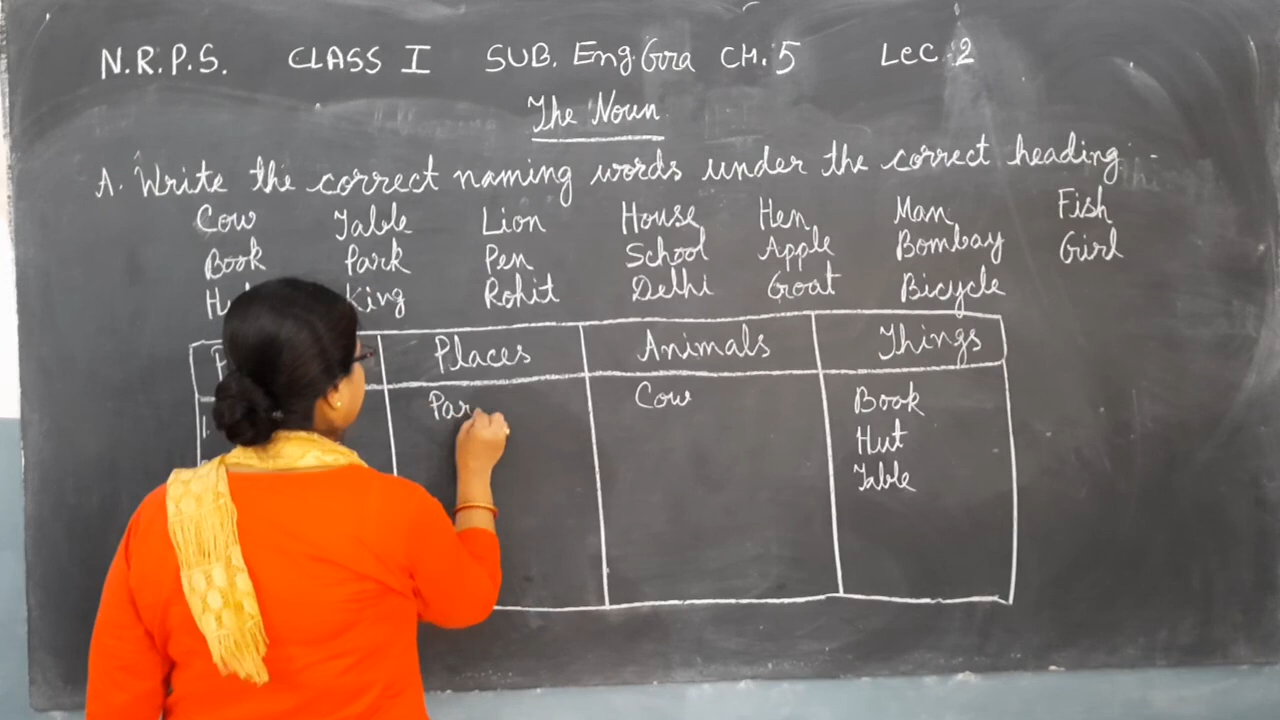 N.R.P.S. CLASS I SUB. Eng Gra CH. 5 LEC. 2
The Noun
A. Write the correct naming words under the correct heading.
Cow Table Lion House Hen Man Fish
Book Park Pen School Apple Bombay Girl
King Rohit Delhi Goat Bicycle
Places Animals Things
Par Cow Book
Hut
Table